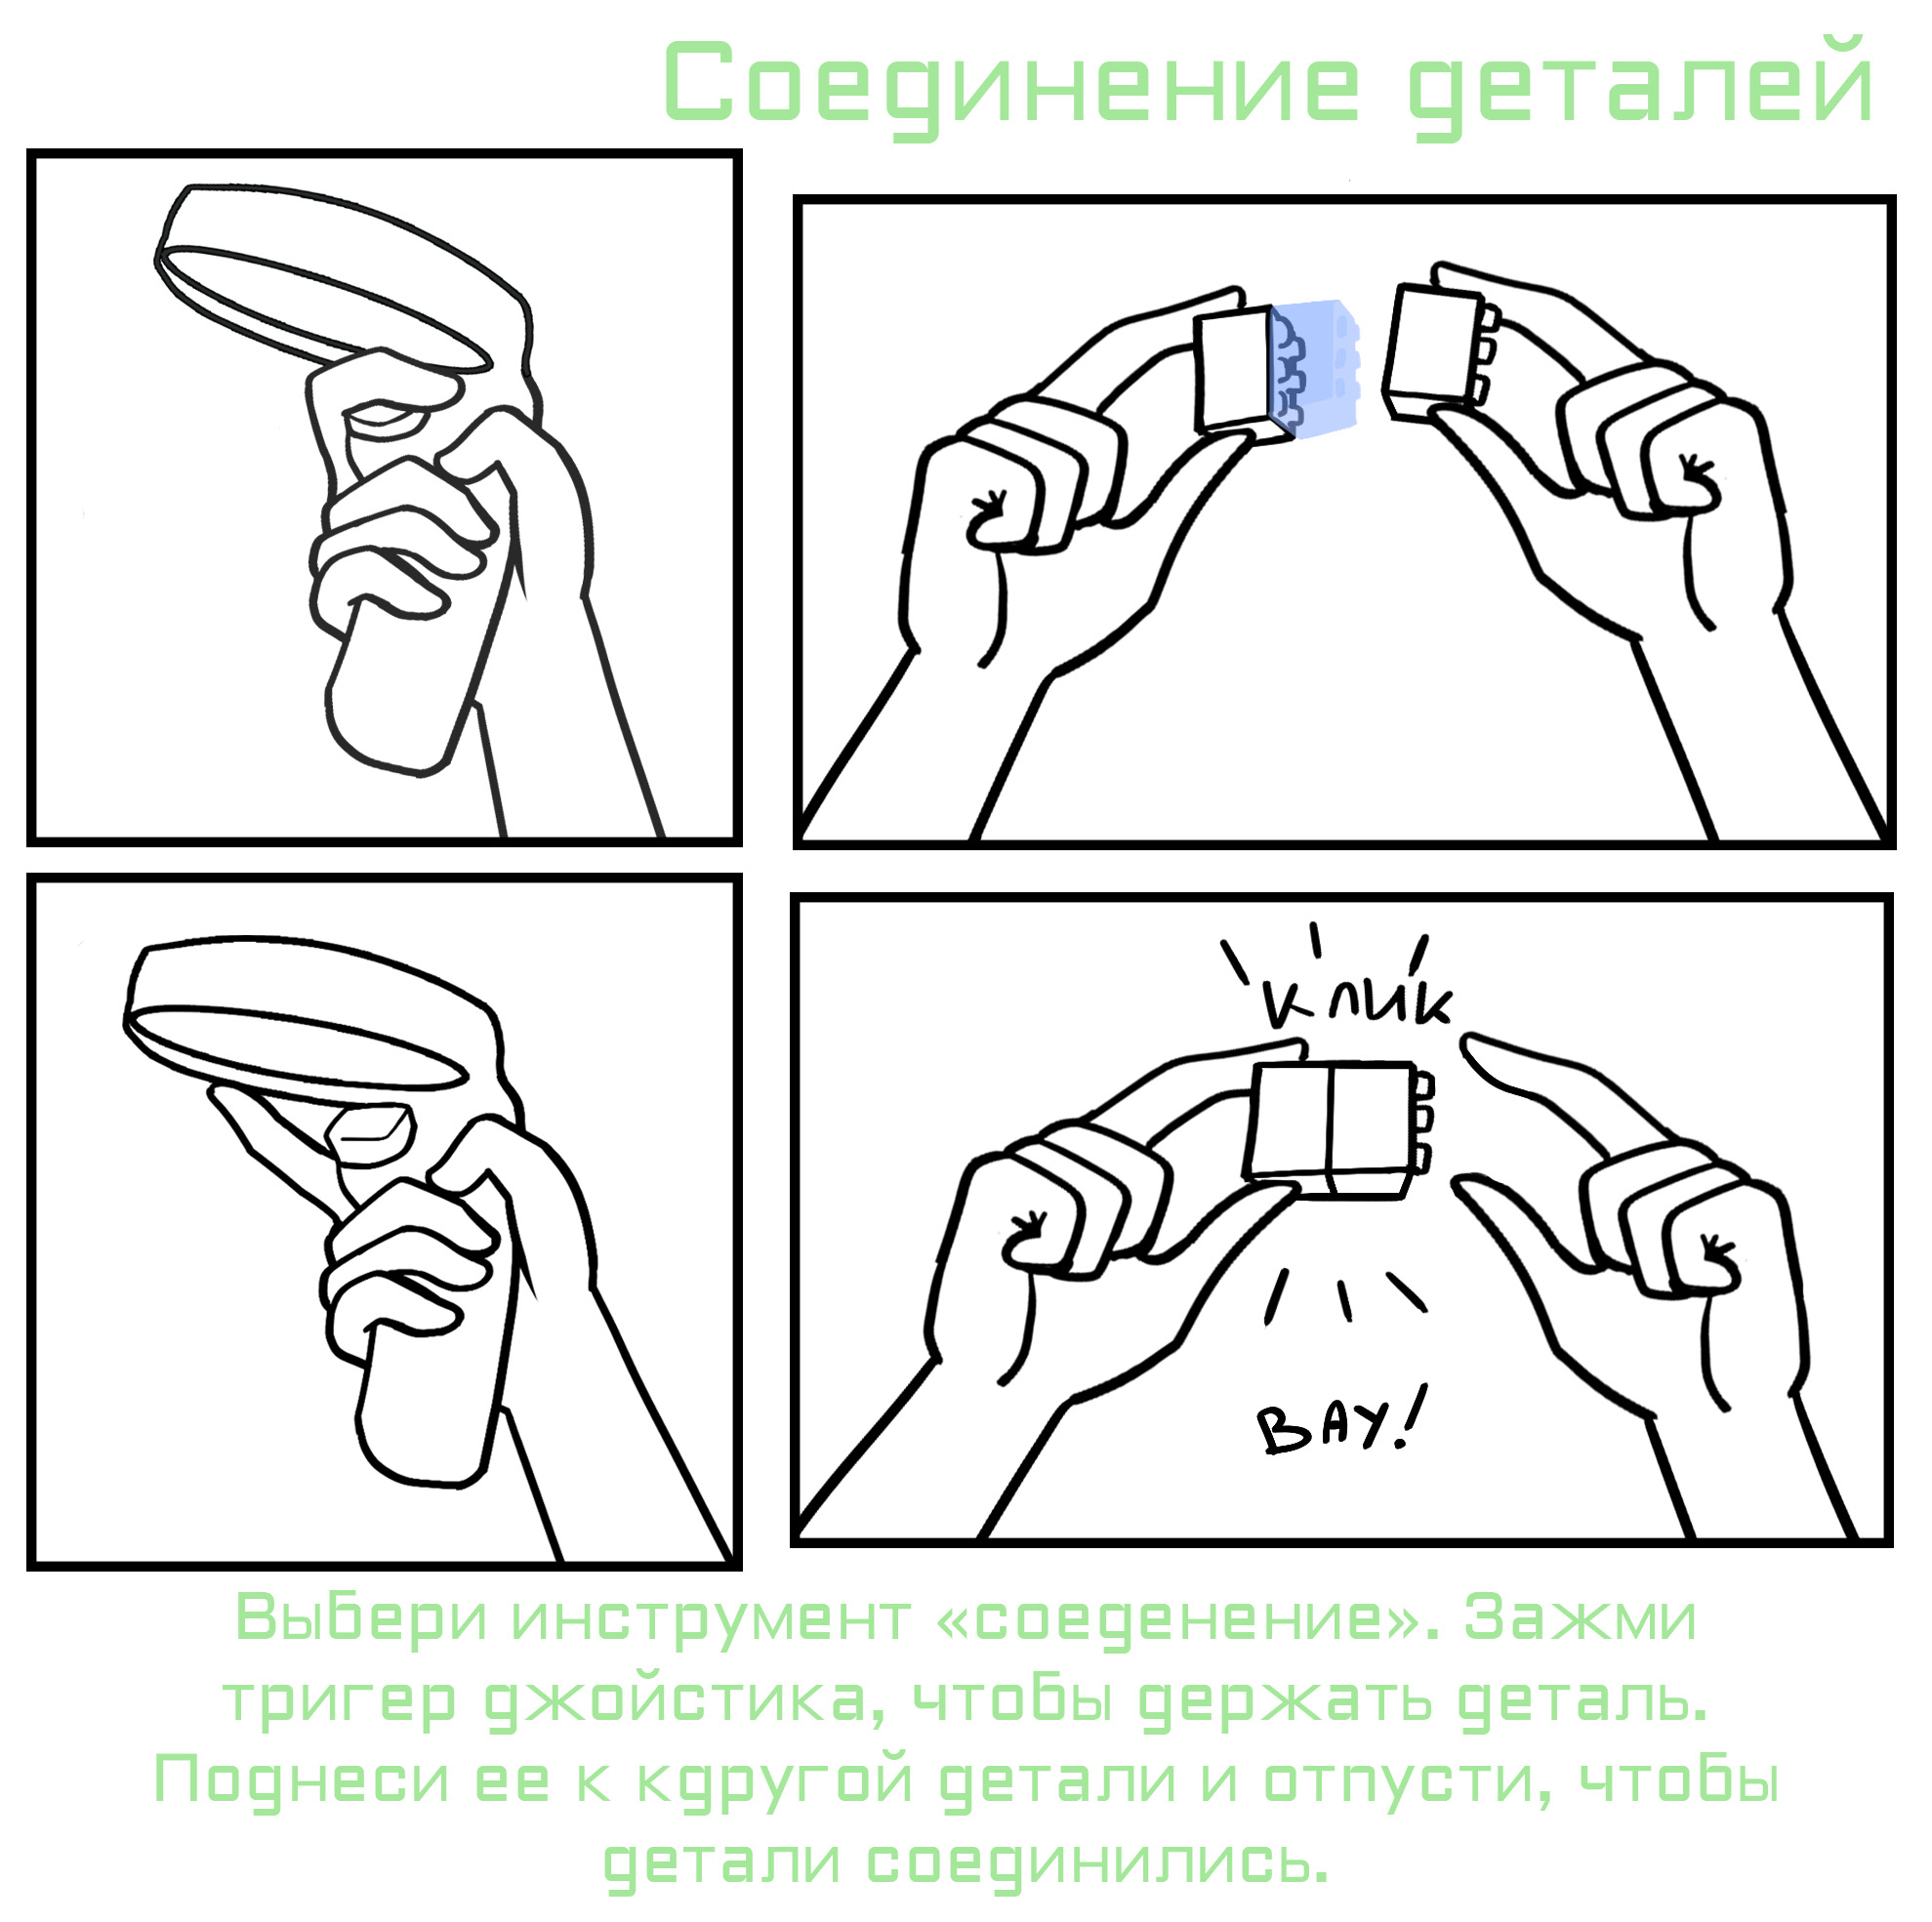 Соединение деталей
клик
ВАУ!
Выбери инструмент «соеденение». Зажми
тригер джойстика, чтобы держать деталь.
Поднеси ее к кдругой детали и отпусти, чтобы
детали соединились.